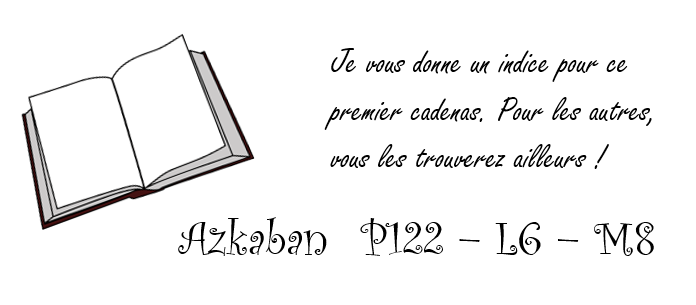 Je vous donne un indice pour ce
premier cadenas. Pour les autres,
vous les trouverez ailleurs !
Azkaban P122 – L6 – M8